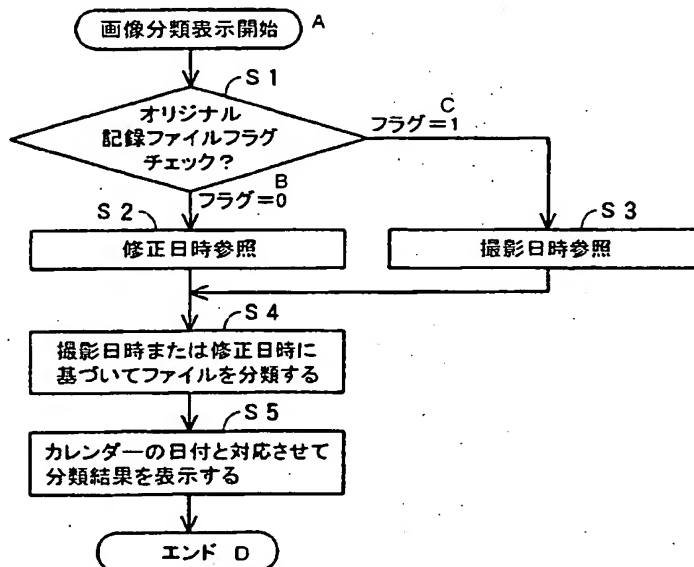 画像分類表示開始 A
S1
オリジナル
記録ファイルフラグ
チェック?
C
フラグ=1
B
フラグ=0
S2
修正日時参照
S3
撮影日時参照
S4
撮影日時または修正日時に
基づいてファイルを分類する
S5
カレンダーの日付と対応させて
分類結果を表示する
エンド D